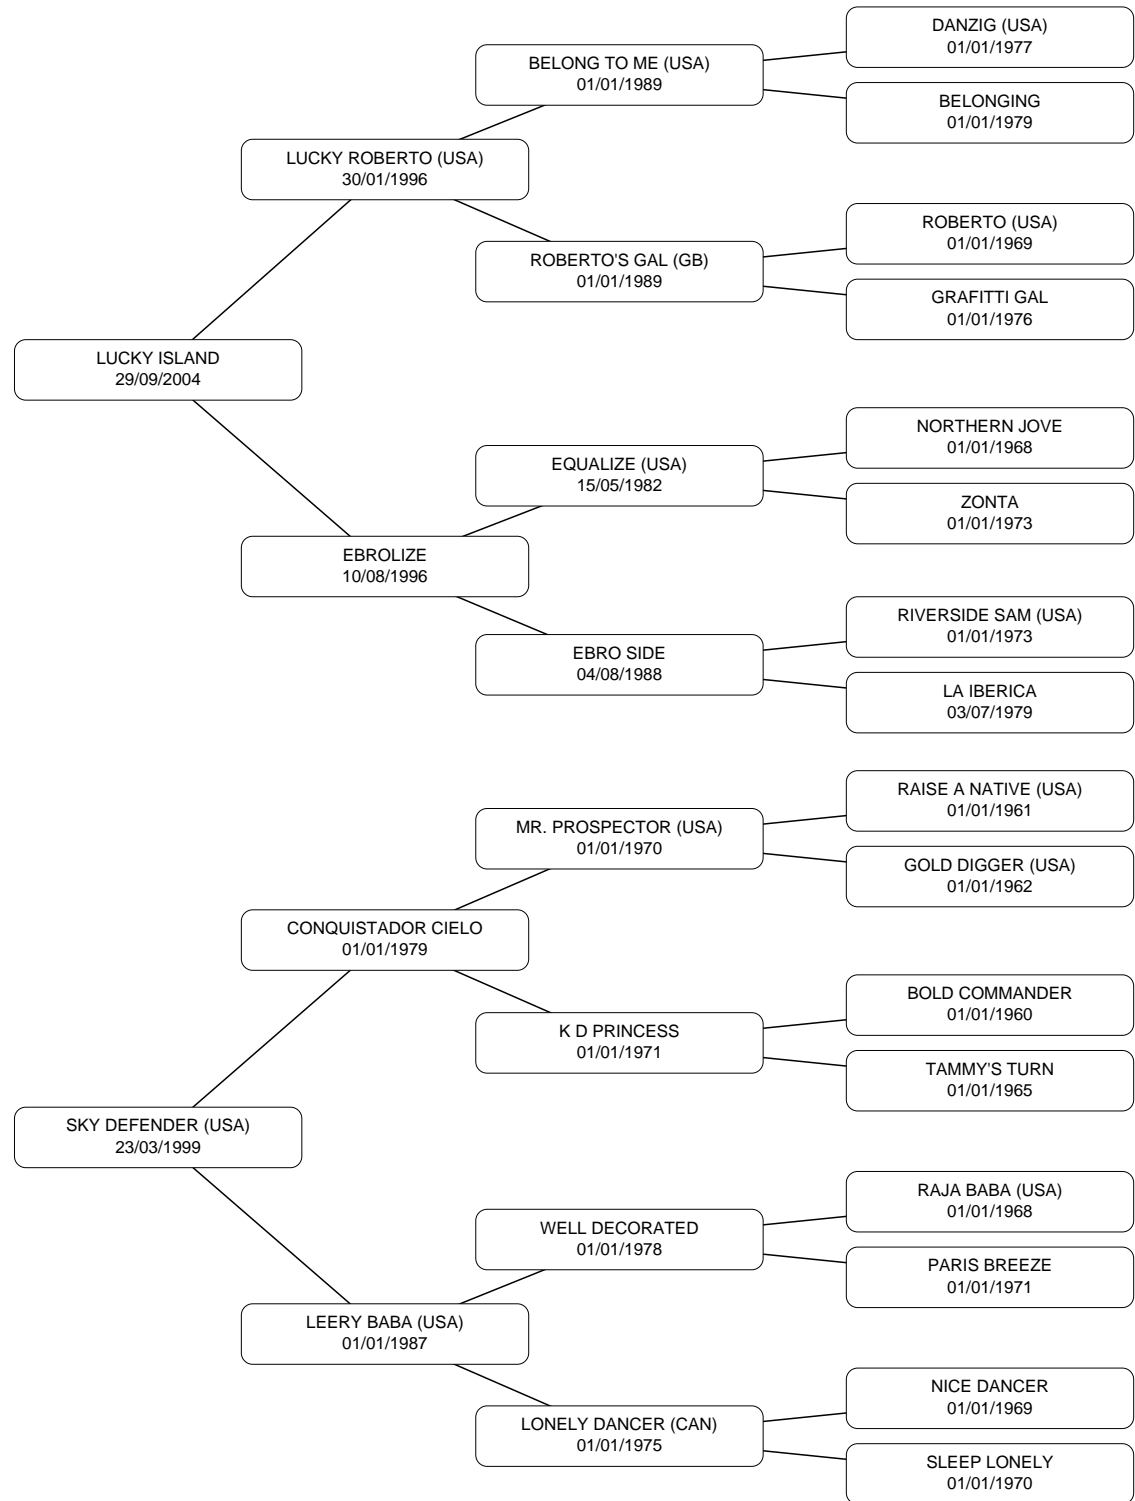 DANZIG (USA)
01/01/1977
BELONG TO ME (USA)
01/01/1989
BELONGING
01/01/1979
LUCKY ROBERTO (USA)
30/01/1996
ROBERTO (USA)
01/01/1969
ROBERTO'S GAL (GB)
01/01/1989
GRAFITTI GAL
01/01/1976
LUCKY ISLAND
29/09/2004
NORTHERN JOVE
01/01/1968
EQUALIZE (USA)
15/05/1982
ZONTA
01/01/1973
EBROLIZE
10/08/1996
RIVERSIDE SAM (USA)
01/01/1973
EBRO SIDE
04/08/1988
LA IBERICA
03/07/1979
RAISE A NATIVE (USA)
01/01/1961
MR. PROSPECTOR (USA)
01/01/1970
GOLD DIGGER (USA)
01/01/1962
CONQUISTADOR CIELO
01/01/1979
BOLD COMMANDER
01/01/1960
K D PRINCESS
01/01/1971
TAMMY'S TURN
01/01/1965
SKY DEFENDER (USA)
23/03/1999
RAJA BABA (USA)
01/01/1968
WELL DECORATED
01/01/1978
PARIS BREEZE
01/01/1971
LEERY BABA (USA)
01/01/1987
NICE DANCER
01/01/1969
LONELY DANCER (CAN)
01/01/1975
SLEEP LONELY
01/01/1970